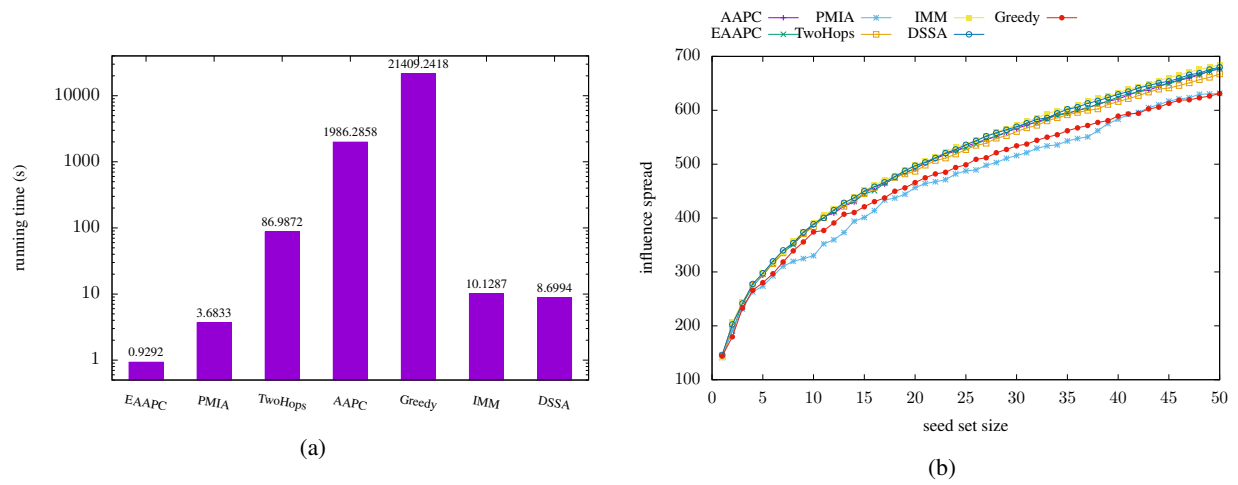 running time (s)
10000
1000
100
10
1
0.9292
3.6833
86.9872
1986.2858
21409.2418
10.1287
8.6994
EAAPC
PMIA
TwoHops
AAPC
Greedy
IMM
DSSA
(a)
AAPC PMIA IMM Greedy
EAAPC TwoHops DSSA
influence spread
700
600
500
400
300
200
100
0 5 10 15 20 25 30 35 40 45 50
seed set size
(b)